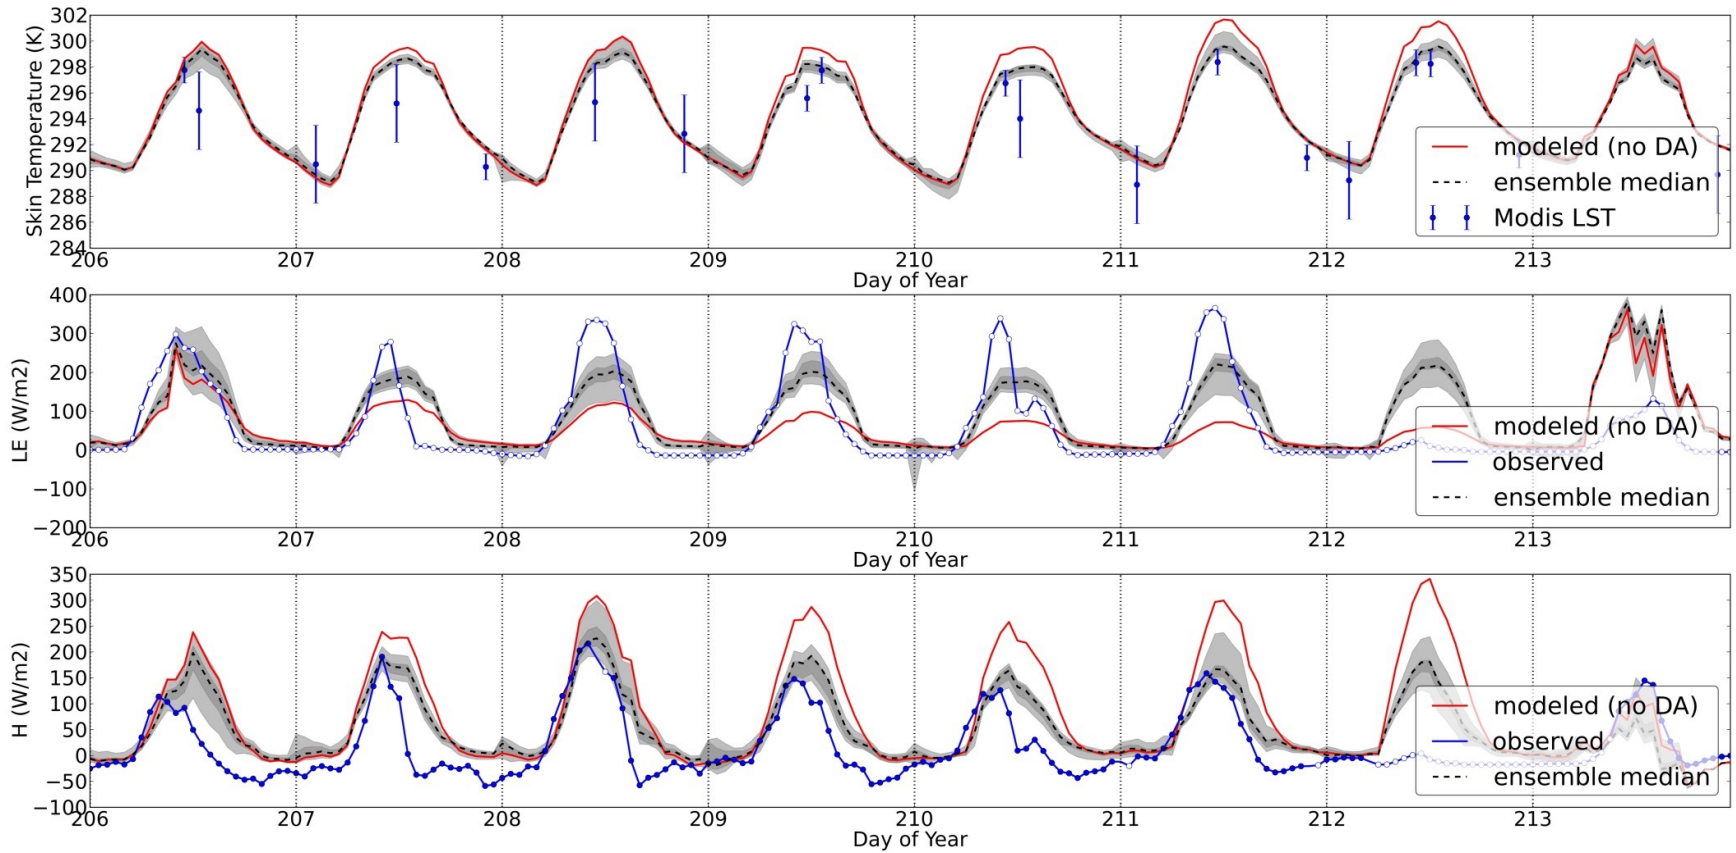 302
300
298
296
294
292
290
288
286
284
Skin Temperature (K)
modeled (no DA)
ensemble median
Modis LST
206 207 208 209 210 211 212 213
Day of Year
400
300
200
100
0
−100
−200
LE (W/m2)
modeled (no DA)
observed
ensemble median
206 207 208 209 210 211 212 213
Day of Year
350
300
250
200
150
100
50
0
−50
−100
H (W/m2)
modeled (no DA)
observed
ensemble median
206 207 208 209 210 211 212 213
Day of Year